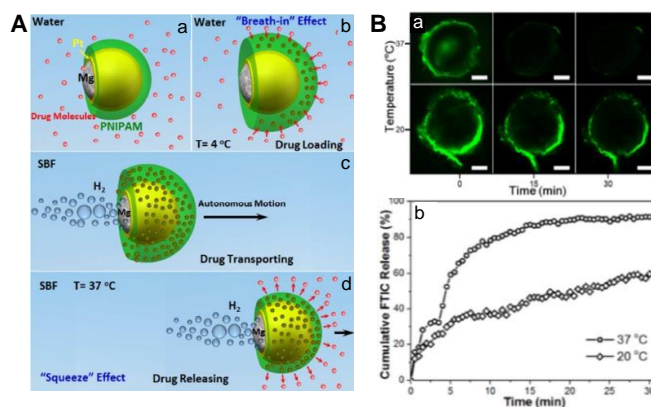 A
Water
a
Pt
Mg
Drug Molecules
PNIPAM
Water
"Breath-in" Effect
b
T= 4 °C
Drug Loading
SBF
c
H2
Mg
Autonomous Motion
Drug Transporting
SBF T= 37 °C
d
H2
Mg
"Squeeze" Effect
Drug Releasing
B
a
Temperature (°C)
37
20
0 15 30
Time (min)
b
Cumulative FTIC Release (%)
100
80
60
40
20
0
37 °C
20 °C
0 5 10 15 20 25 30
Time (min)